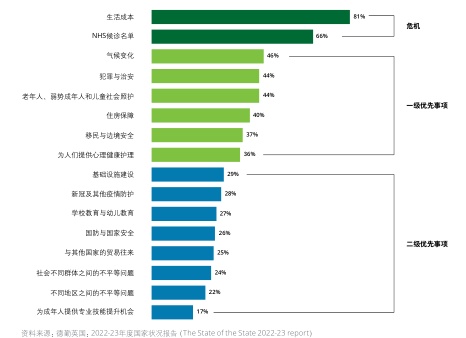 生活成本 81%
NHS候诊名单 66%
危机
气候变化 46%
犯罪与治安 44%
老年人、弱势成年人和儿童社会照护 44%
住房保障 40%
移民与边境安全 37%
为人们提供心理健康护理 36%
一级优先事项
基础设施建设 29%
新冠及其他疫情防护 28%
学校教育与幼儿教育 27%
国防与国家安全 26%
与其他国家的贸易往来 25%
社会不同群体之间的不平等问题 24%
不同地区之间的不平等问题 22%
为成年人提供专业技能提升机会 17%
二级优先事项
资料来源：德勤英国；2022-23年度国家状况报告 (The State of the State 2022-23 report)